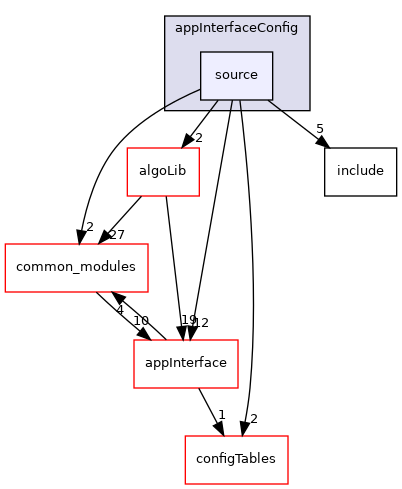 appInterfaceConfig
source
5
2
algoLib
include
2
27
common_modules
19
12
4
10
appInterface
1
2
configTables